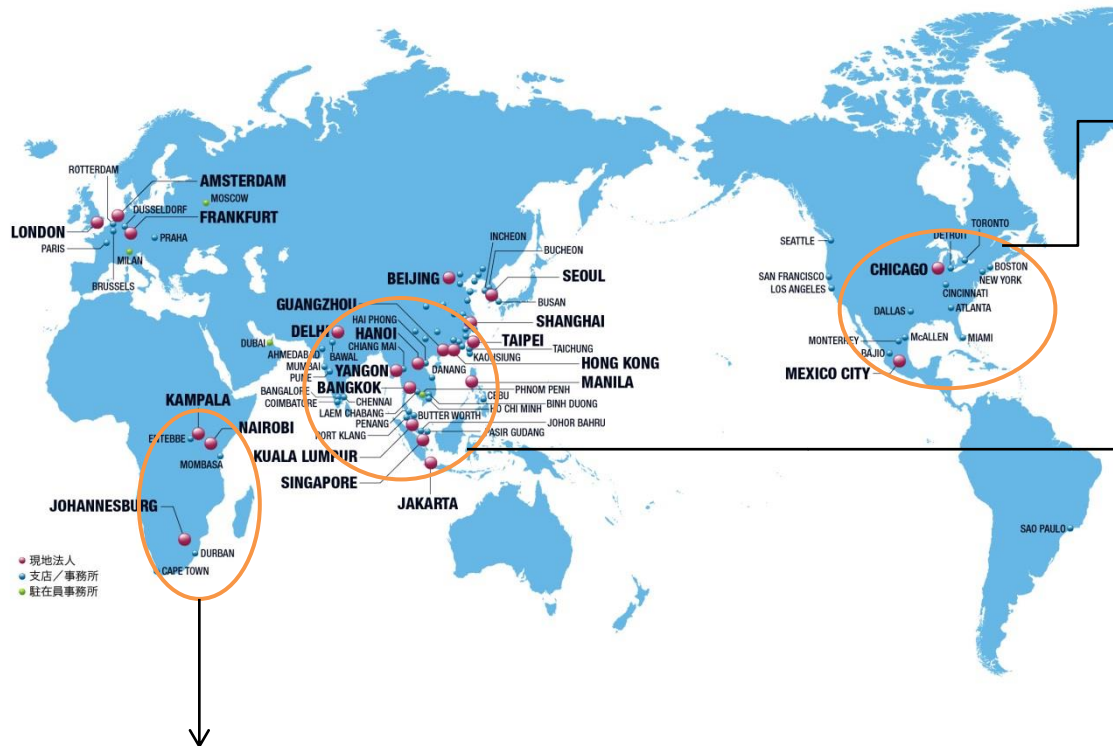 ROTTERDAM
AMSTERDAM
MOSCOW
DUSSELDORF
FRANKFURT
LONDON
PARIS
PRAHA
MILAN
BRUSSELS
INCHEON
BUCHEON
BEIJING
SEOUL
BUSAN
GUANGZHOU
HAI PHONG
SHANGHAI
DELHI
HANOI
TAIPEI
DUBAI
CHIANG MAI
TAICHUNG
AHMEDABAD
BAWAL
KAOHSIUNG
MUMBAI
YANGON
DANANG
HONG KONG
PUNE
BANGKOK
MANILA
BANGALORE
CHENNAI
PHNOM PENH
CEBU
COIMBATORE
BINH DUONG
LAEM CHABANG
HO CHI MINH
PENANG
BUTTER WORTH
JOHOR BAHRU
PORT KLANG
PASIR GUDANG
KUALA LUMPUR
SINGAPORE
JAKARTA
KAMPALA
NAIROBI
ENTEBBE
MOMBASA
JOHANNESBURG
DURBAN
CAPE TOWN
TORONTO
DETROIT
SEATTLE
CHICAGO
BOSTON
NEW YORK
SAN FRANCISCO
LOS ANGELES
CINCINNATI
DALLAS
ATLANTA
MONTERREY
McALLEN
MIAMI
BAJIO
MEXICO CITY
SAO PAULO
現地法人
支店／事務所
駐在員事務所